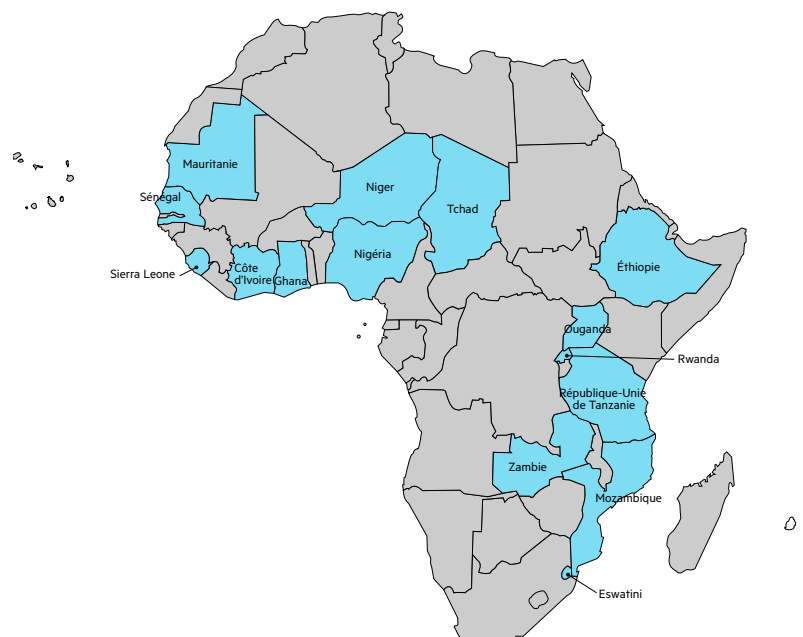 Mauritanie
Niger
Sénégal
Tchad
Nigéria
Éthiopie
Sierra Leone
Côte
d'Ivoire
Ghana
Ouganda
Rwanda
République-Unie
de Tanzanie
Zambie
Mozambique
Eswatini